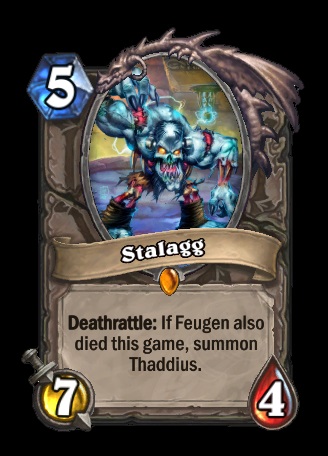 5
Stalagg
Deathrattle: If Feugen also
died this game, summon
Thaddius.
7
4